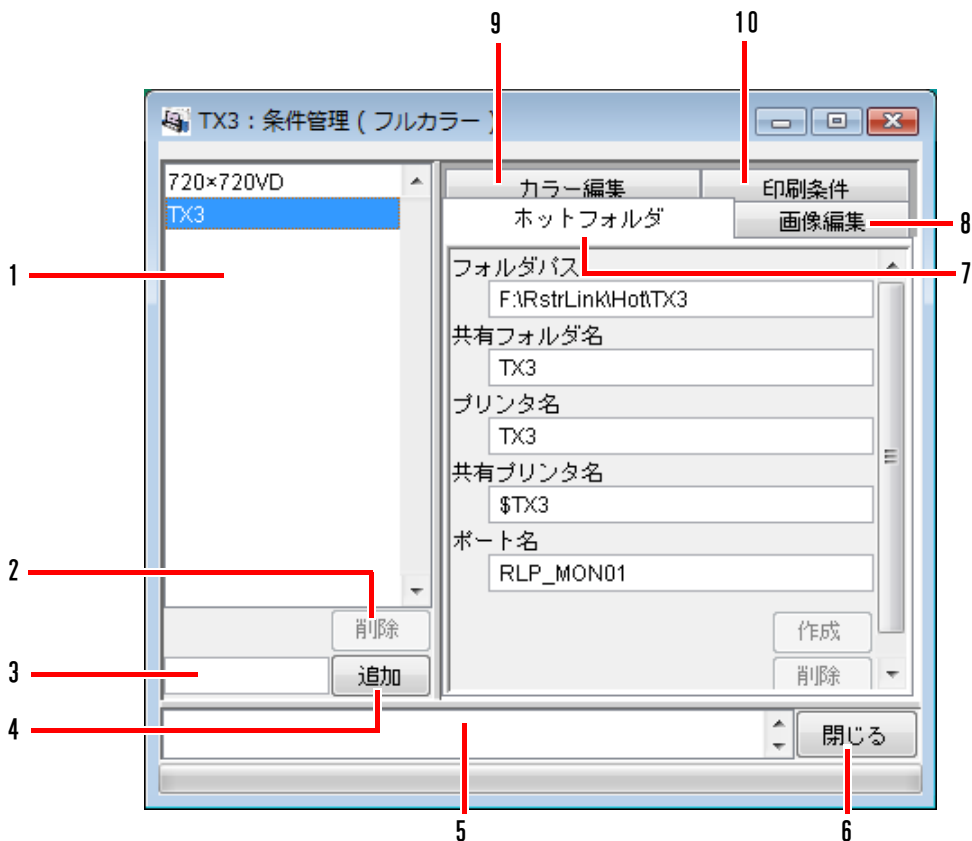 9
10
TX3：条件管理 ( フルカラー )
720×720VD
TX3
カラー編集
印刷条件
ホットフォルダ
画像編集
8
1
7
フォルダパス
F:\RstrLink\Hot\TX3
共有フォルダ名
TX3
プリンタ名
TX3
共有プリンタ名
$TX3
ポート名
RLP_MON01
2
削除
作成
3
追加
削除
4
閉じる
5
6